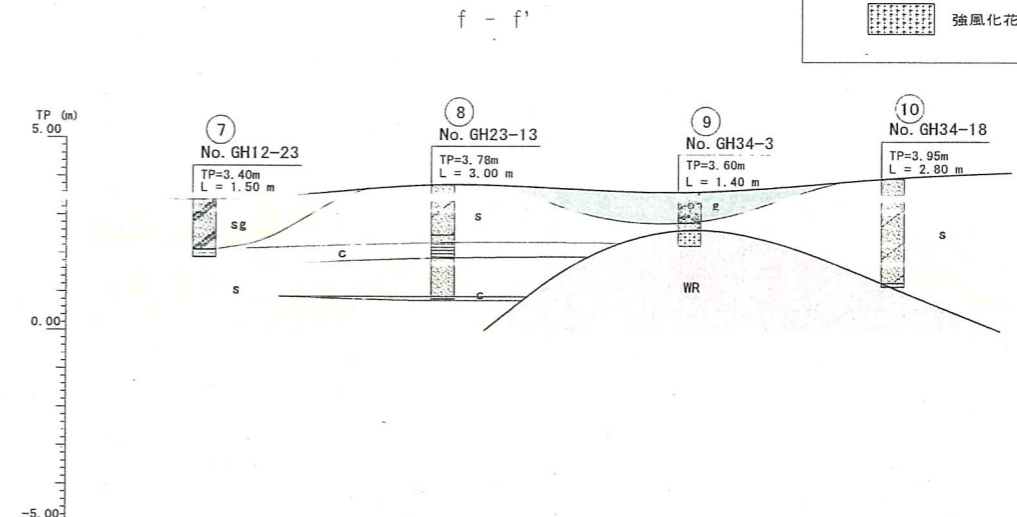 f - f'
強風化花
TP (m)
5.00
0.00
-5.00
7
No. GH12-23
TP=3.40m
L = 1.50 m
8
No. GH23-13
TP=3.78m
L = 3.00 m
9
No. GH34-3
TP=3.60m
L = 1.40 m
10
No. GH34-18
TP=3.95m
L = 2.80 m
sg
s
g
s
c
s
c
WR